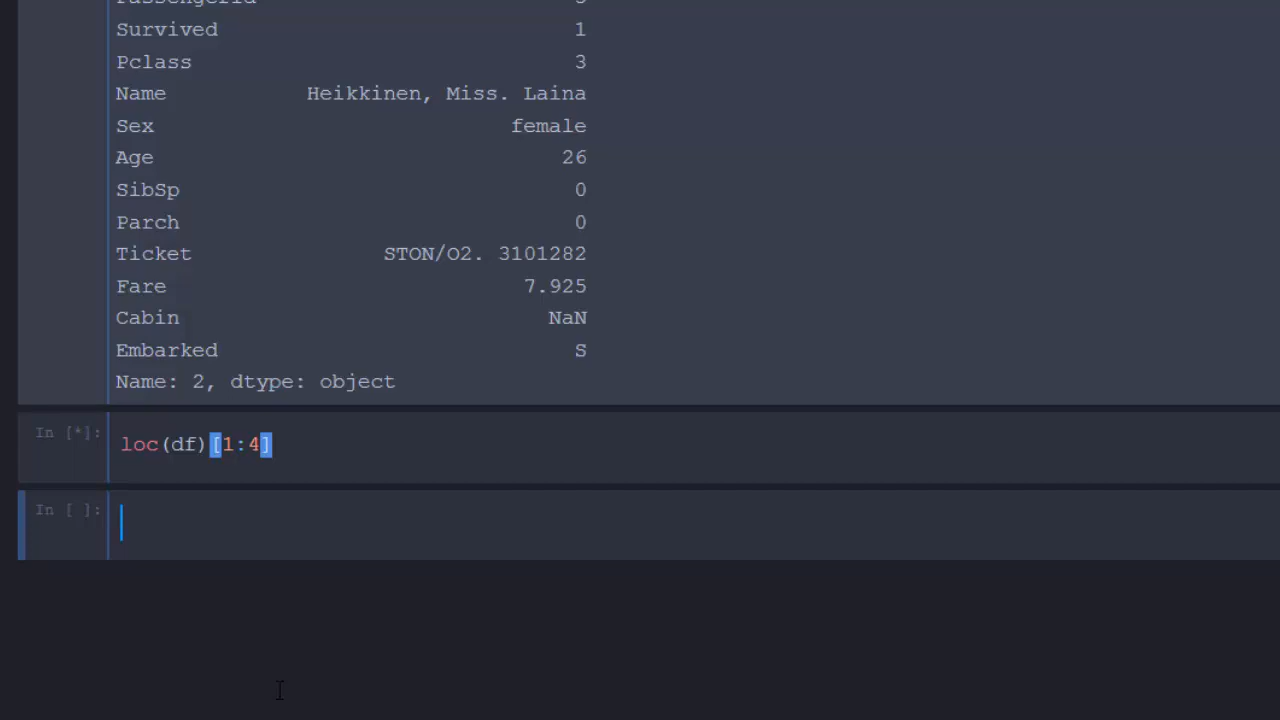 Survived 1
Pclass 3
Name Heikkinen, Miss. Laina
Sex female
Age 26
SibSp 0
Parch 0
Ticket STON/O2. 3101282
Fare 7.925
Cabin NaN
Embarked S
Name: 2, dtype: object
In [*]: loc(df)[1:4]
In [ ]: